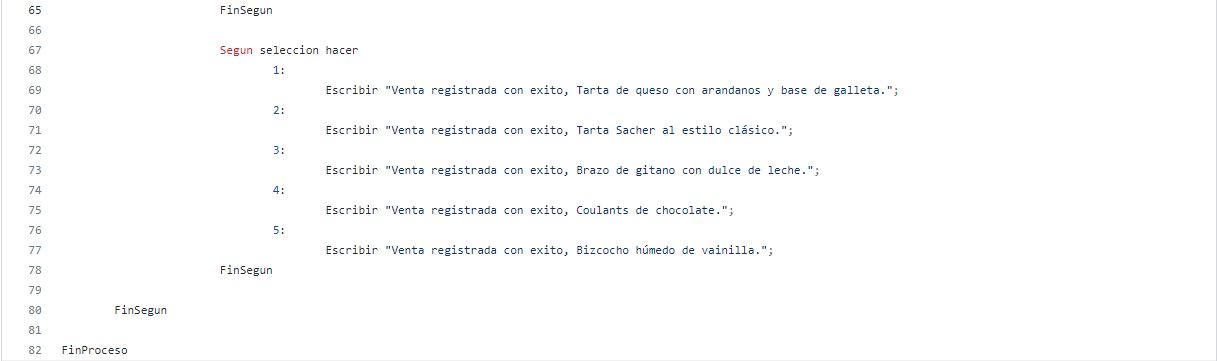 65 FinSegun
66
67 Segun seleccion hacer
68 1:
69 Escribir "Venta registrada con exito, Tarta de queso con arandanos y base de galleta.";
70 2:
71 Escribir "Venta registrada con exito, Tarta Sacher al estilo clásico.";
72 3:
73 Escribir "Venta registrada con exito, Brazo de gitano con dulce de leche.";
74 4:
75 Escribir "Venta registrada con exito, Coulants de chocolate.";
76 5:
77 Escribir "Venta registrada con exito, Bizcocho húmedo de vainilla.";
78 FinSegun
79
80 FinSegun
81
82 FinProceso